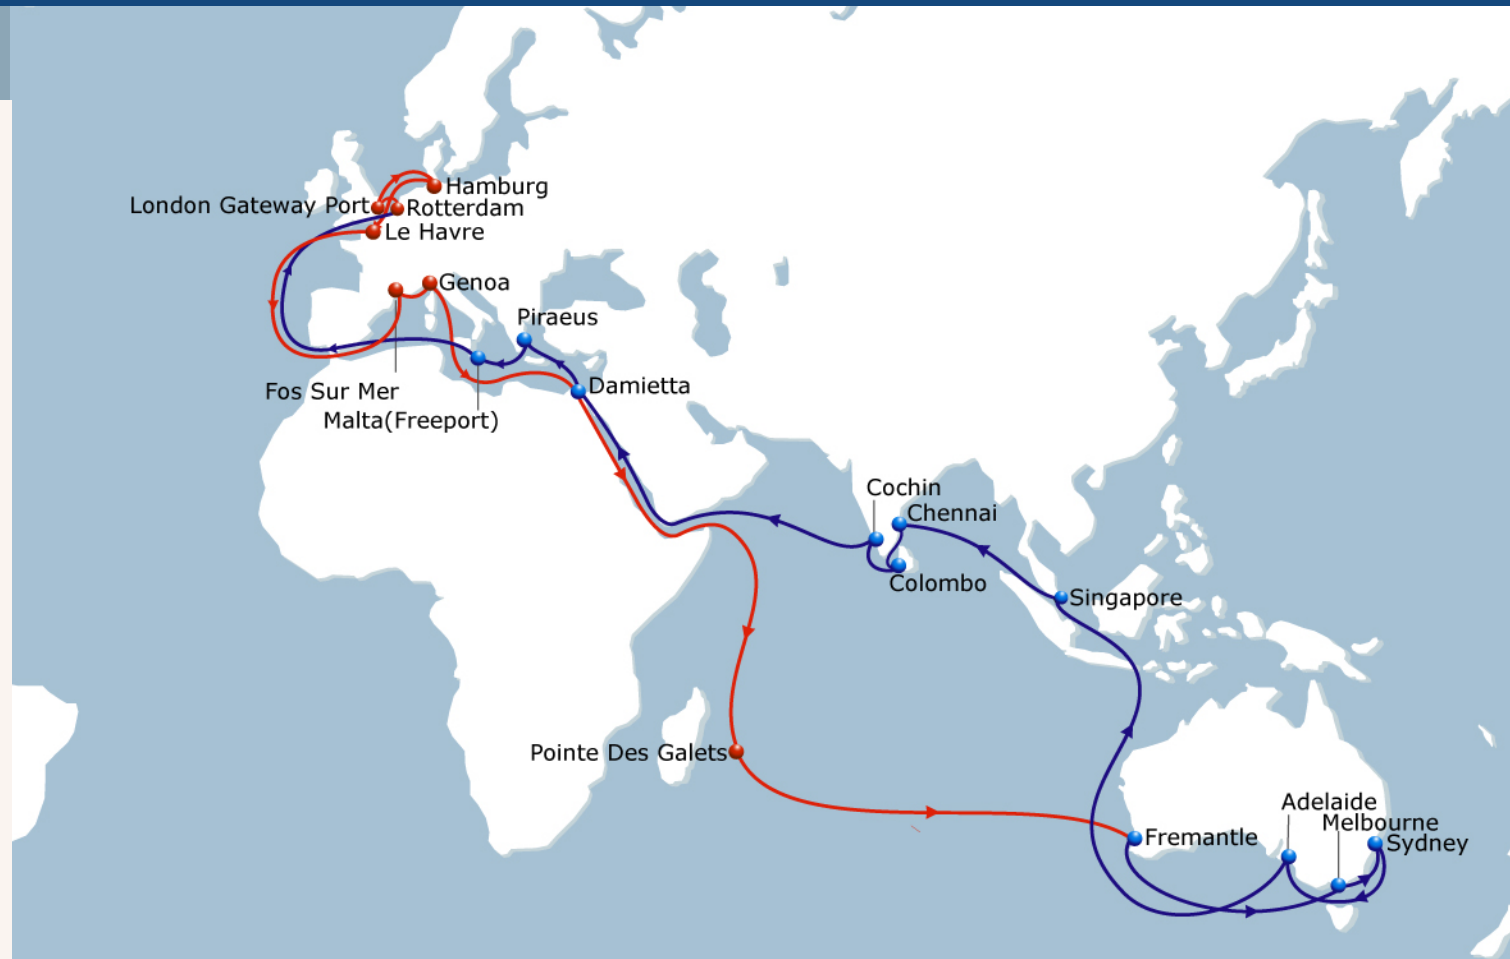 Hamburg
London Gateway Port
Rotterdam
Le Havre
Genoa
Piraeus
Fos Sur Mer
Damietta
Malta(Freeport)
Cochin
Chennai
Colombo
Singapore
Pointe Des Galets
Adelaide
Melbourne
Fremantle
Sydney